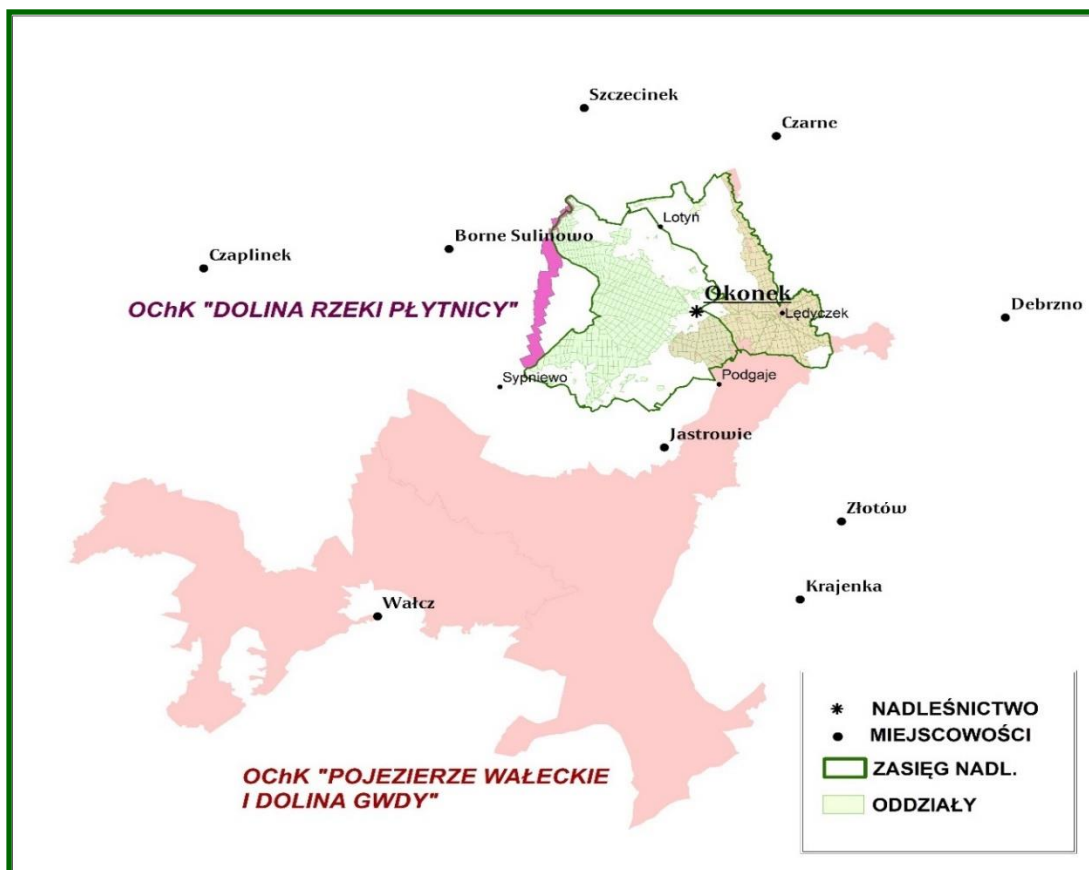 Szczecinek
Czarne
Lotyń
Borne Sulinowo
Czaplinek
Okonek
OChK "DOLINA RZEKI PŁYTNICY"
Lędyczek
Debrzno
Sypniewo
Podgaje
Jastrowie
Złotów
Krajenka
Wałcz
OChK "POJEZIERZE WAŁECKIE
I DOLINA GWDY"
NADLEŚNICTWO
MIEJSCOWOŚCI
ZASIĘG NADL.
ODDZIAŁY